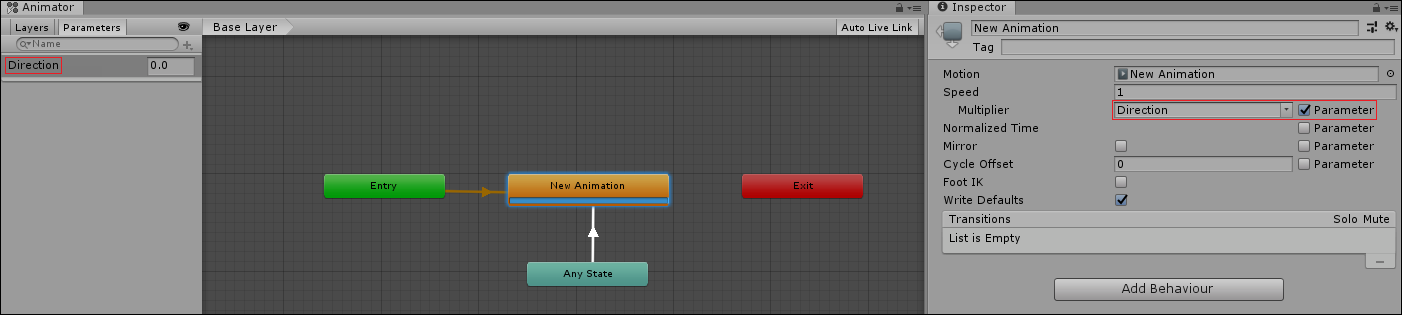 Animator
Layers Parameters
Name
Direction 0.0
Base Layer
Auto Live Link
Entry
New Animation
Exit
Any State
Inspector
New Animation
Tag
Motion New Animation
Speed 1
Multiplier Direction Parameter
Normalized Time Parameter
Mirror Parameter
Cycle Offset 0 Parameter
Foot IK
Write Defaults
Transitions Solo Mute
List is Empty
Add Behaviour